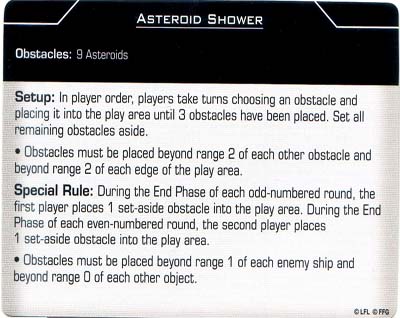 Asteroid Shower
Obstacles: 9 Asteroids
Setup: In player order, players take turns choosing an obstacle and
placing it into the play area until 3 obstacles have been placed. Set all
remaining obstacles aside.
• Obstacles must be placed beyond range 2 of each other obstacle and
beyond range 2 of each edge of the play area.
Special Rule: During the End Phase of each odd-numbered round, the
first player places 1 set-aside obstacle into the play area. During the End
Phase of each even-numbered round, the second player places
1 set-aside obstacle into the play area.
• Obstacles must be placed beyond range 1 of each enemy ship and
beyond range 0 of each other object.
© LFL © FFG